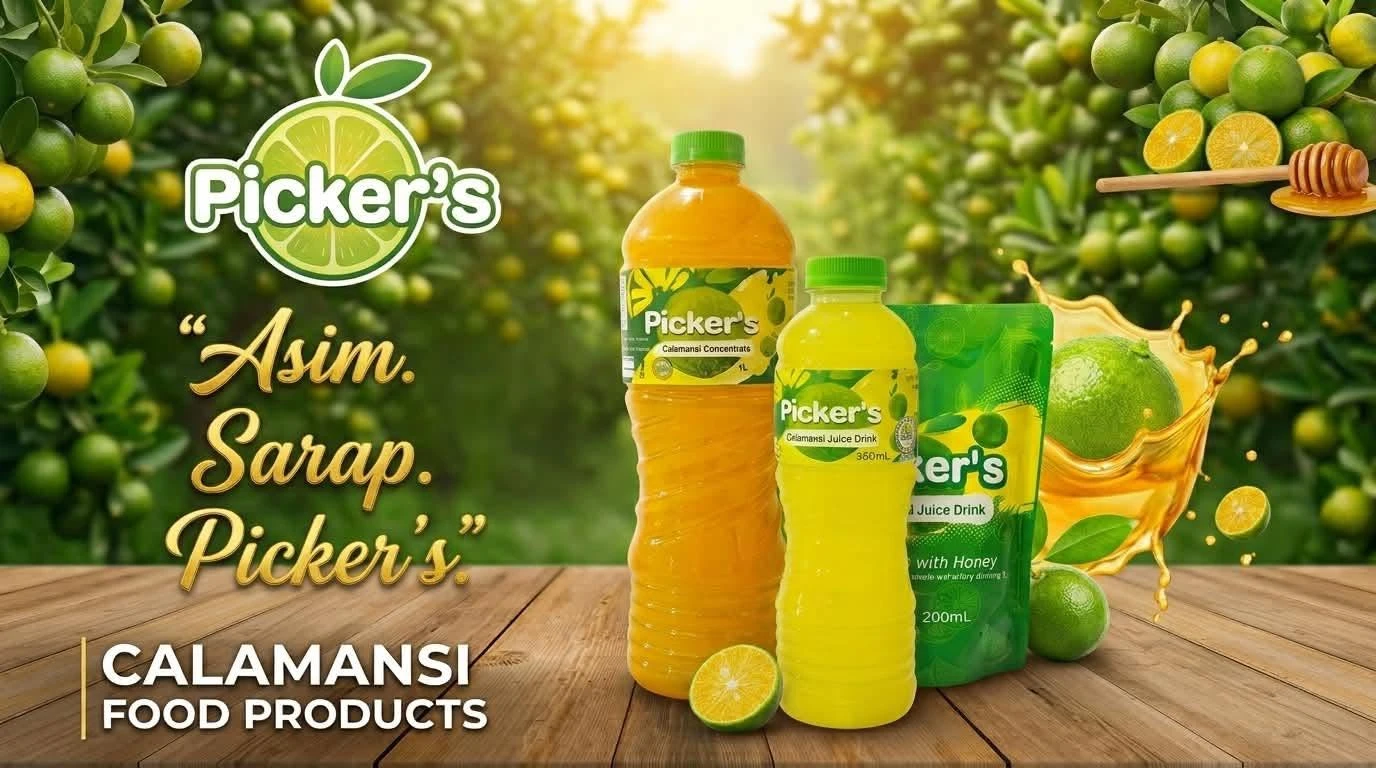 Picker's
“Asim.
Sarap.
Picker's.”
CALAMANSI
FOOD PRODUCTS
Picker's
Calamansi Concentrate
1L
Picker's
Calamansi Juice Drink
350mL
ker's
Juice Drink
with Honey
200mL